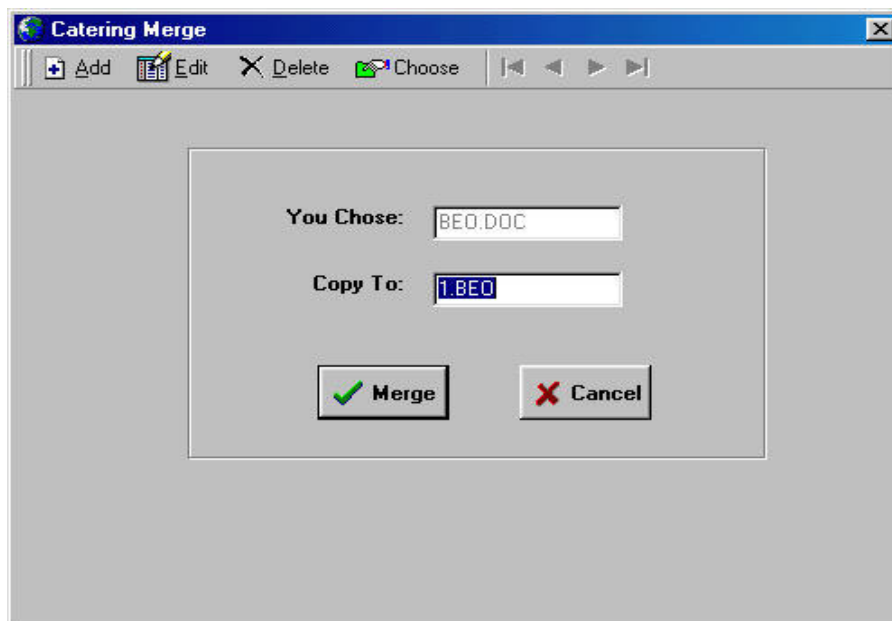 Catering Merge
Add Edit Delete Choose
You Chose: BEO.DOC
Copy To: 1.BEO
Merge Cancel